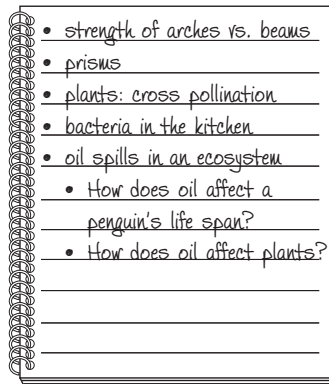 • strength of arches vs. beams
• prisms
• plants: cross pollination
• bacteria in the kitchen
• oil spills in an ecosystem
• How does oil affect a
penguin's life span?
• How does oil affect plants?